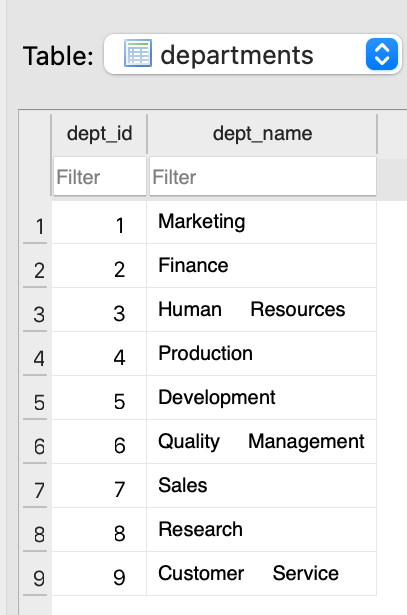 Table: departments
dept_id dept_name
Filter Filter
1 1 Marketing
2 2 Finance
3 3 Human Resources
4 4 Production
5 5 Development
6 6 Quality Management
7 7 Sales
8 8 Research
9 9 Customer Service